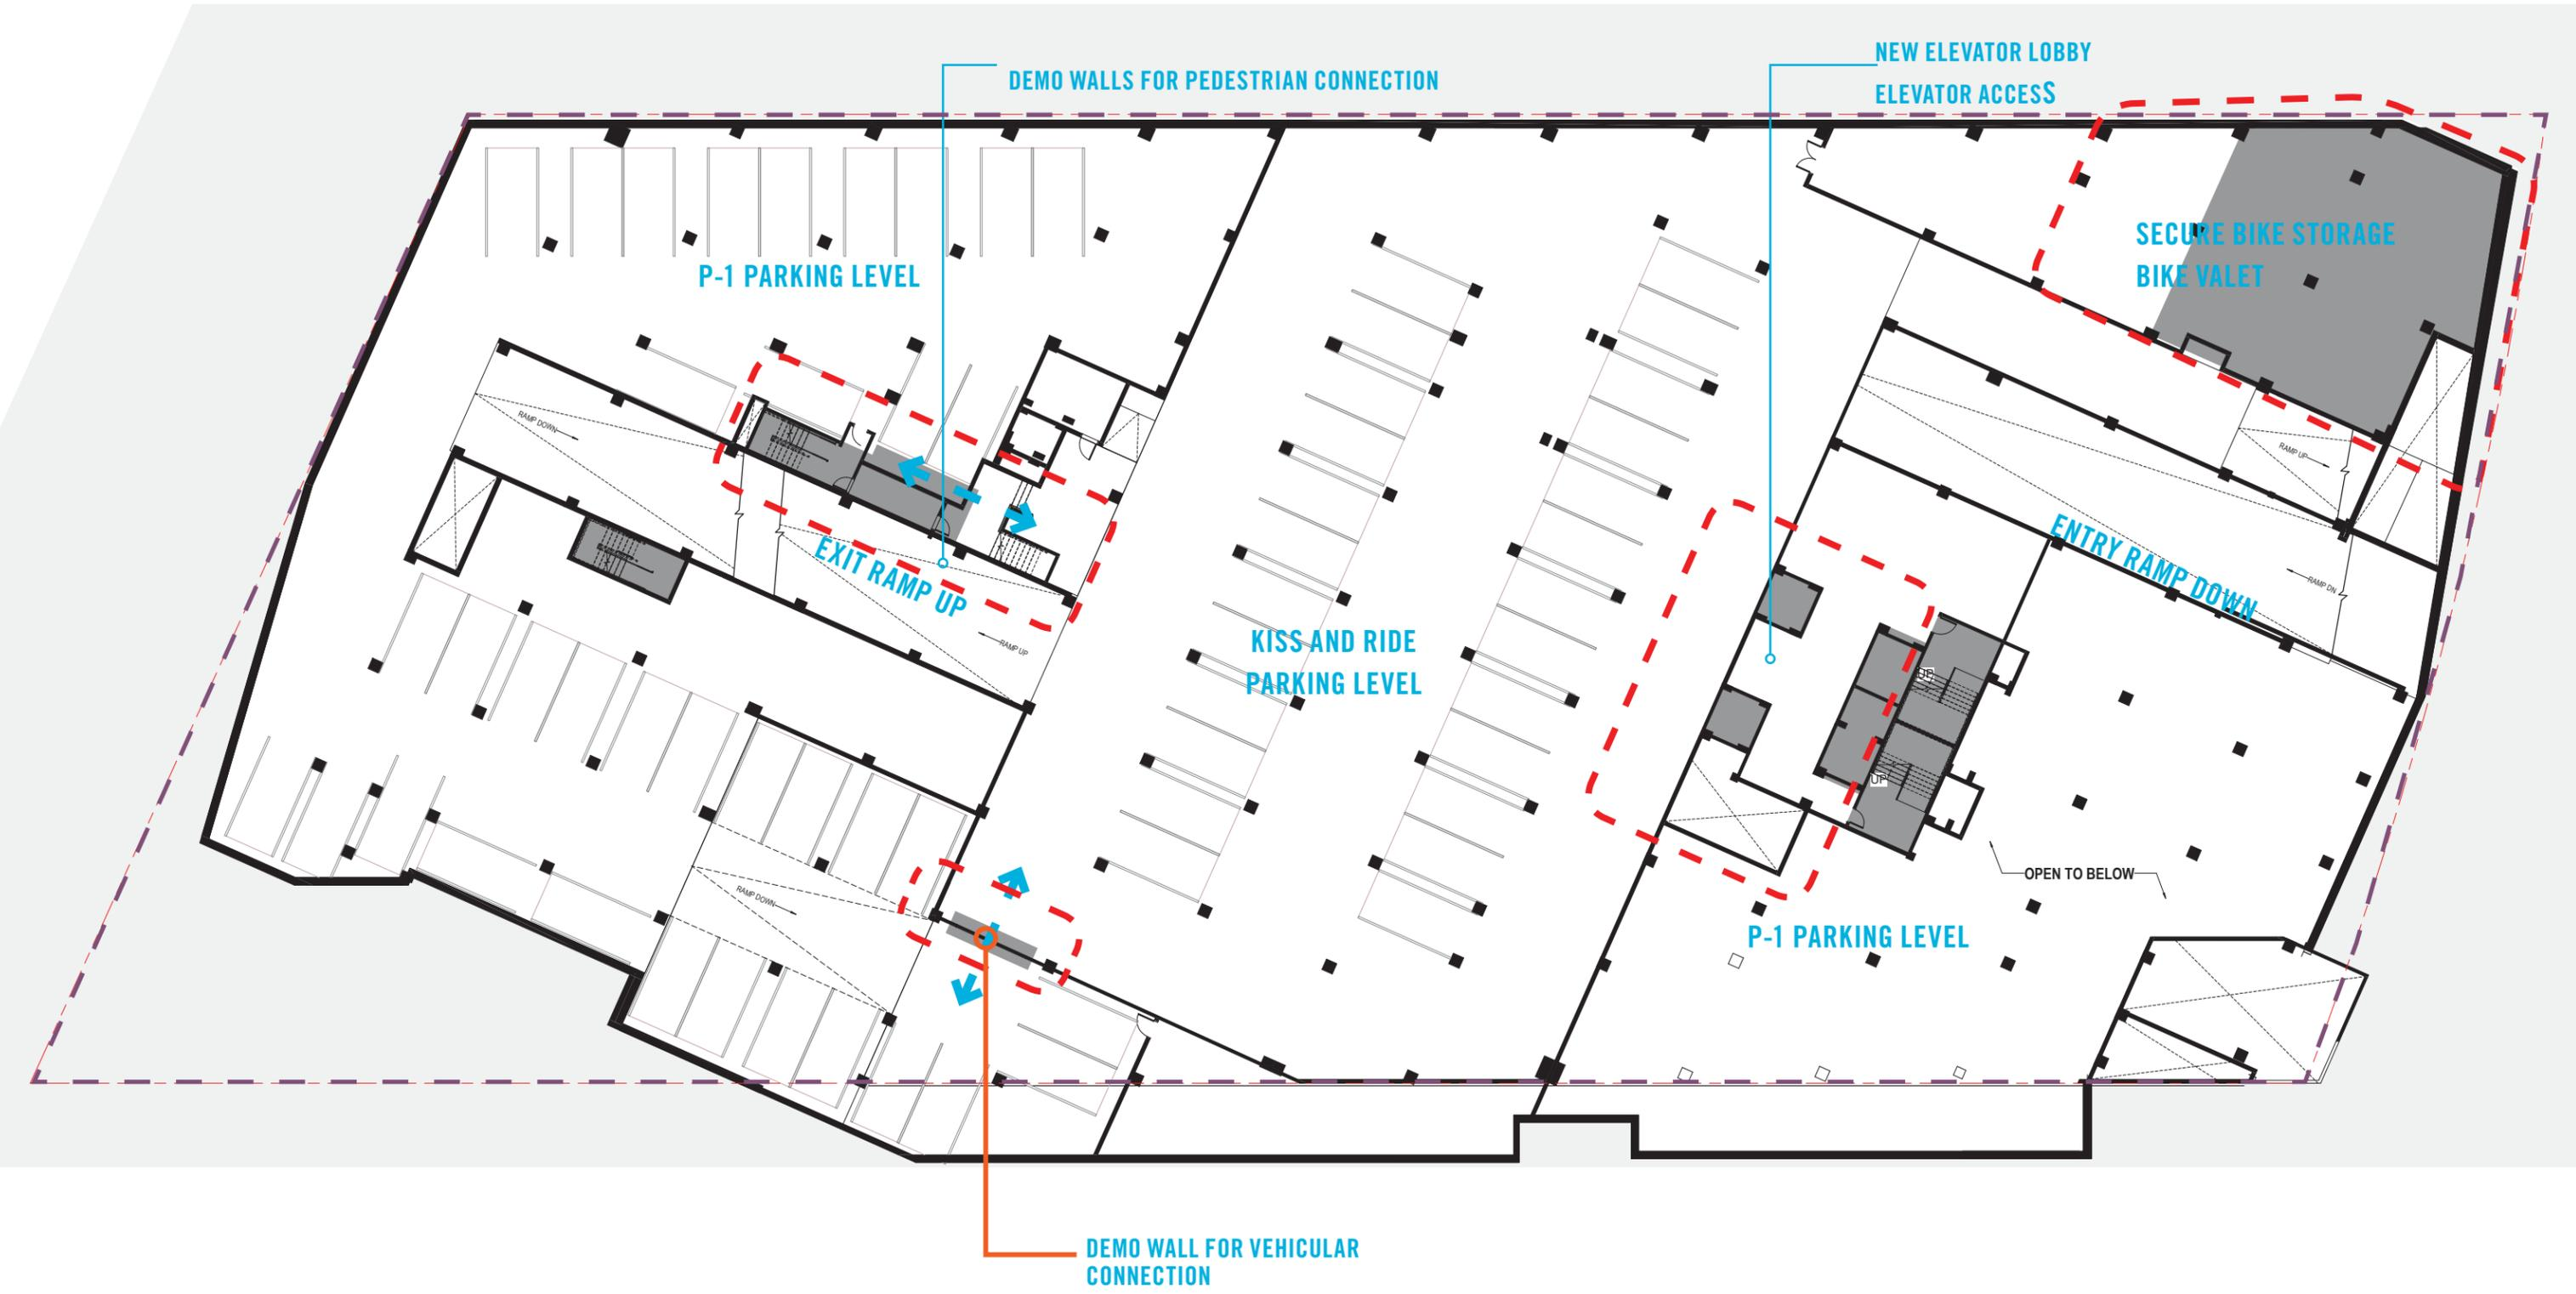 NEW ELEVATOR LOBBY
ELEVATOR ACCESS
DEMO WALLS FOR PEDESTRIAN CONNECTION
SECURE BIKE STORAGE
BIKE VALET
P-1 PARKING LEVEL
RAMP DOWN
RAMP UP
EXIT RAMP UP
RAMP UP
ENTRY RAMP DOWN
RAMP DN
KISS AND RIDE
PARKING LEVEL
UP
UP
OPEN TO BELOW
RAMP DOWN
P-1 PARKING LEVEL
DEMO WALL FOR VEHICULAR
CONNECTION